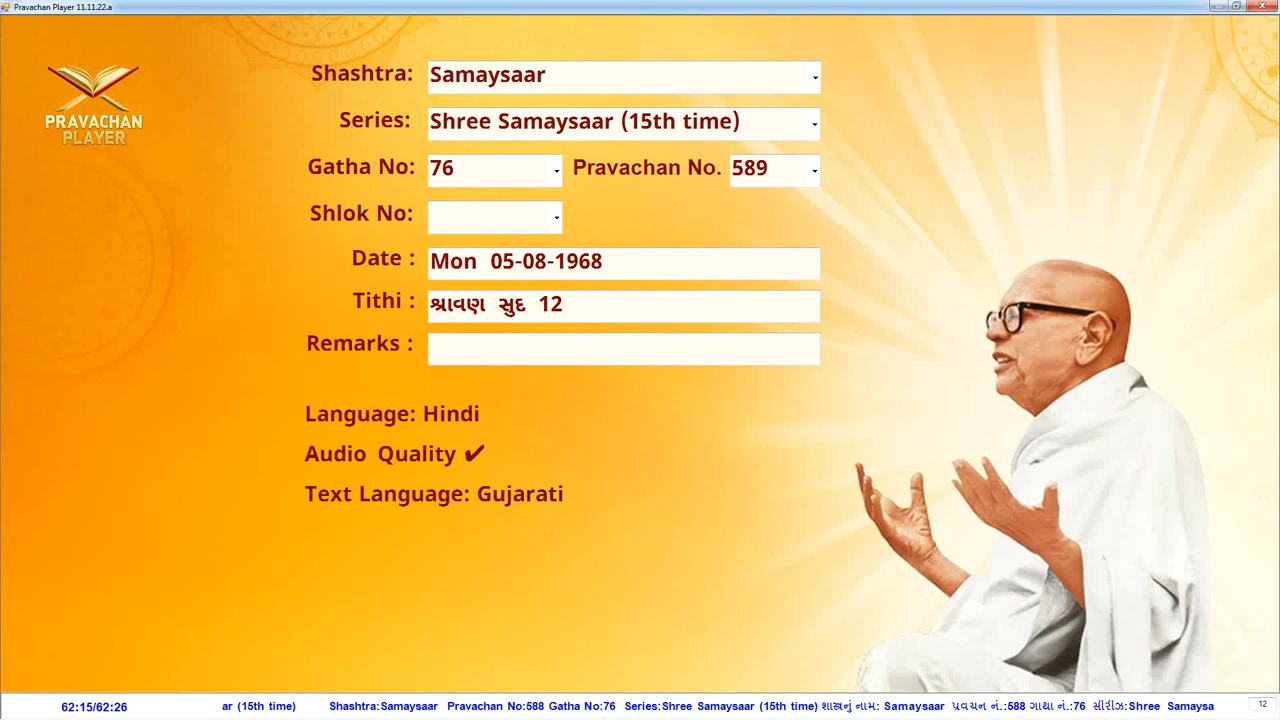 Pravachan Player 11.11.22.a
PRAVACHAN
PLAYER
Shashtra: Samaysaar
Series: Shree Samaysaar (15th time)
Gatha No: 76 Pravachan No. 589
Shlok No:
Date : Mon 05-08-1968
Tithi : શ્રાવણ સુદ 12
Remarks :
Language: Hindi
Audio Quality ✔
Text Language: Gujarati
62:15/62:26 ar (15th time) Shashtra:Samaysaar Pravachan No:588 Gatha No:76 Series:Shree Samaysaar (15th time) શાસ્ત્રનું નામ: Samaysaar પ્રવચન નં.:588 ગાથા નં.:76 સીરીઝ:Shree Samaysa 12